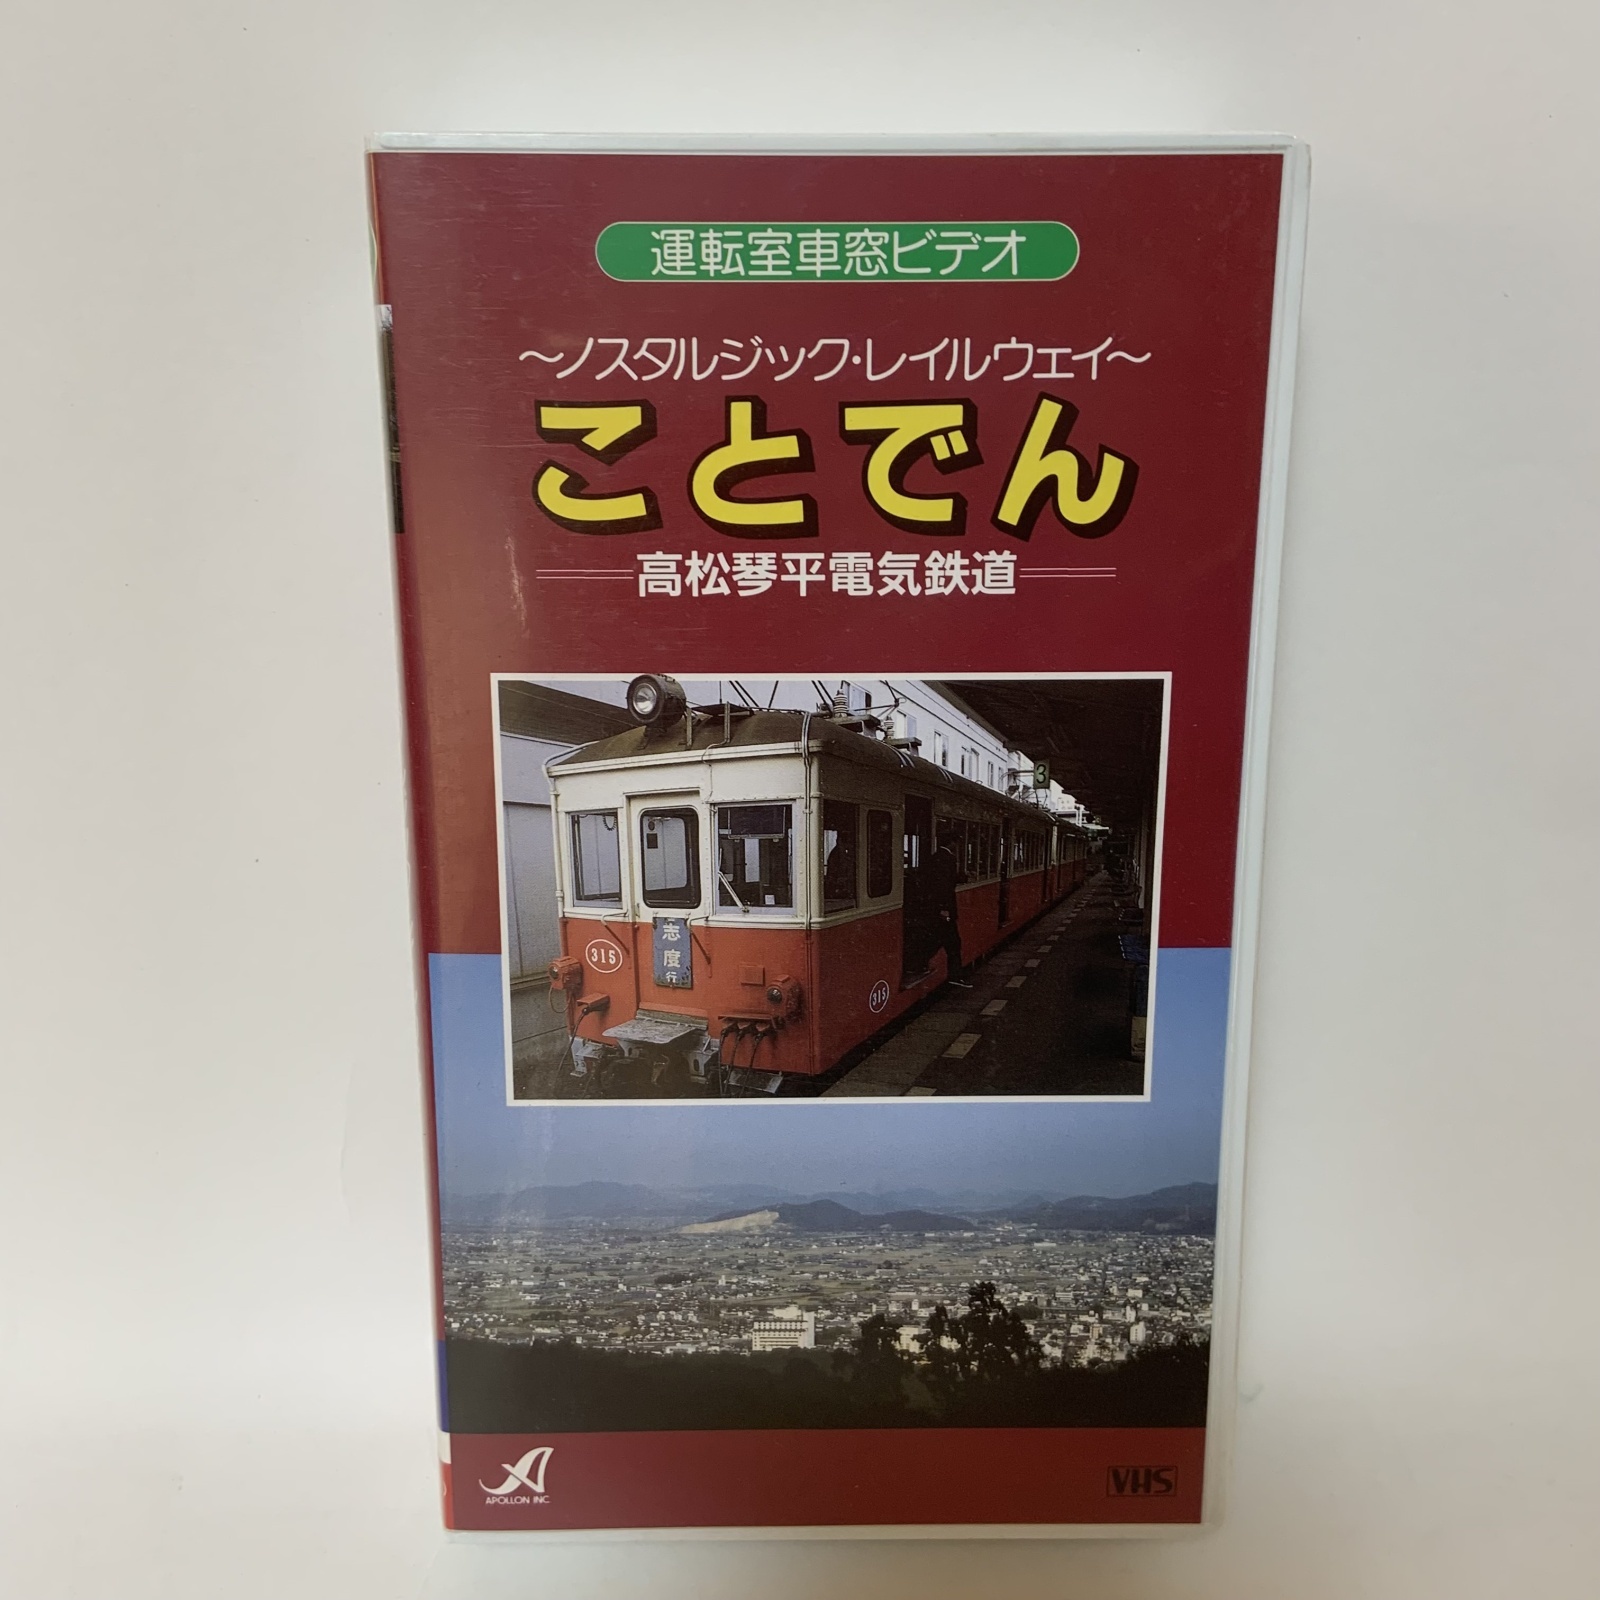 運転室車窓ビデオ
〜ノスタルジック・レイルウェイ〜
ことでん
高松琴平電気鉄道
3
315
志度行
315
APOLLON INC.
VHS